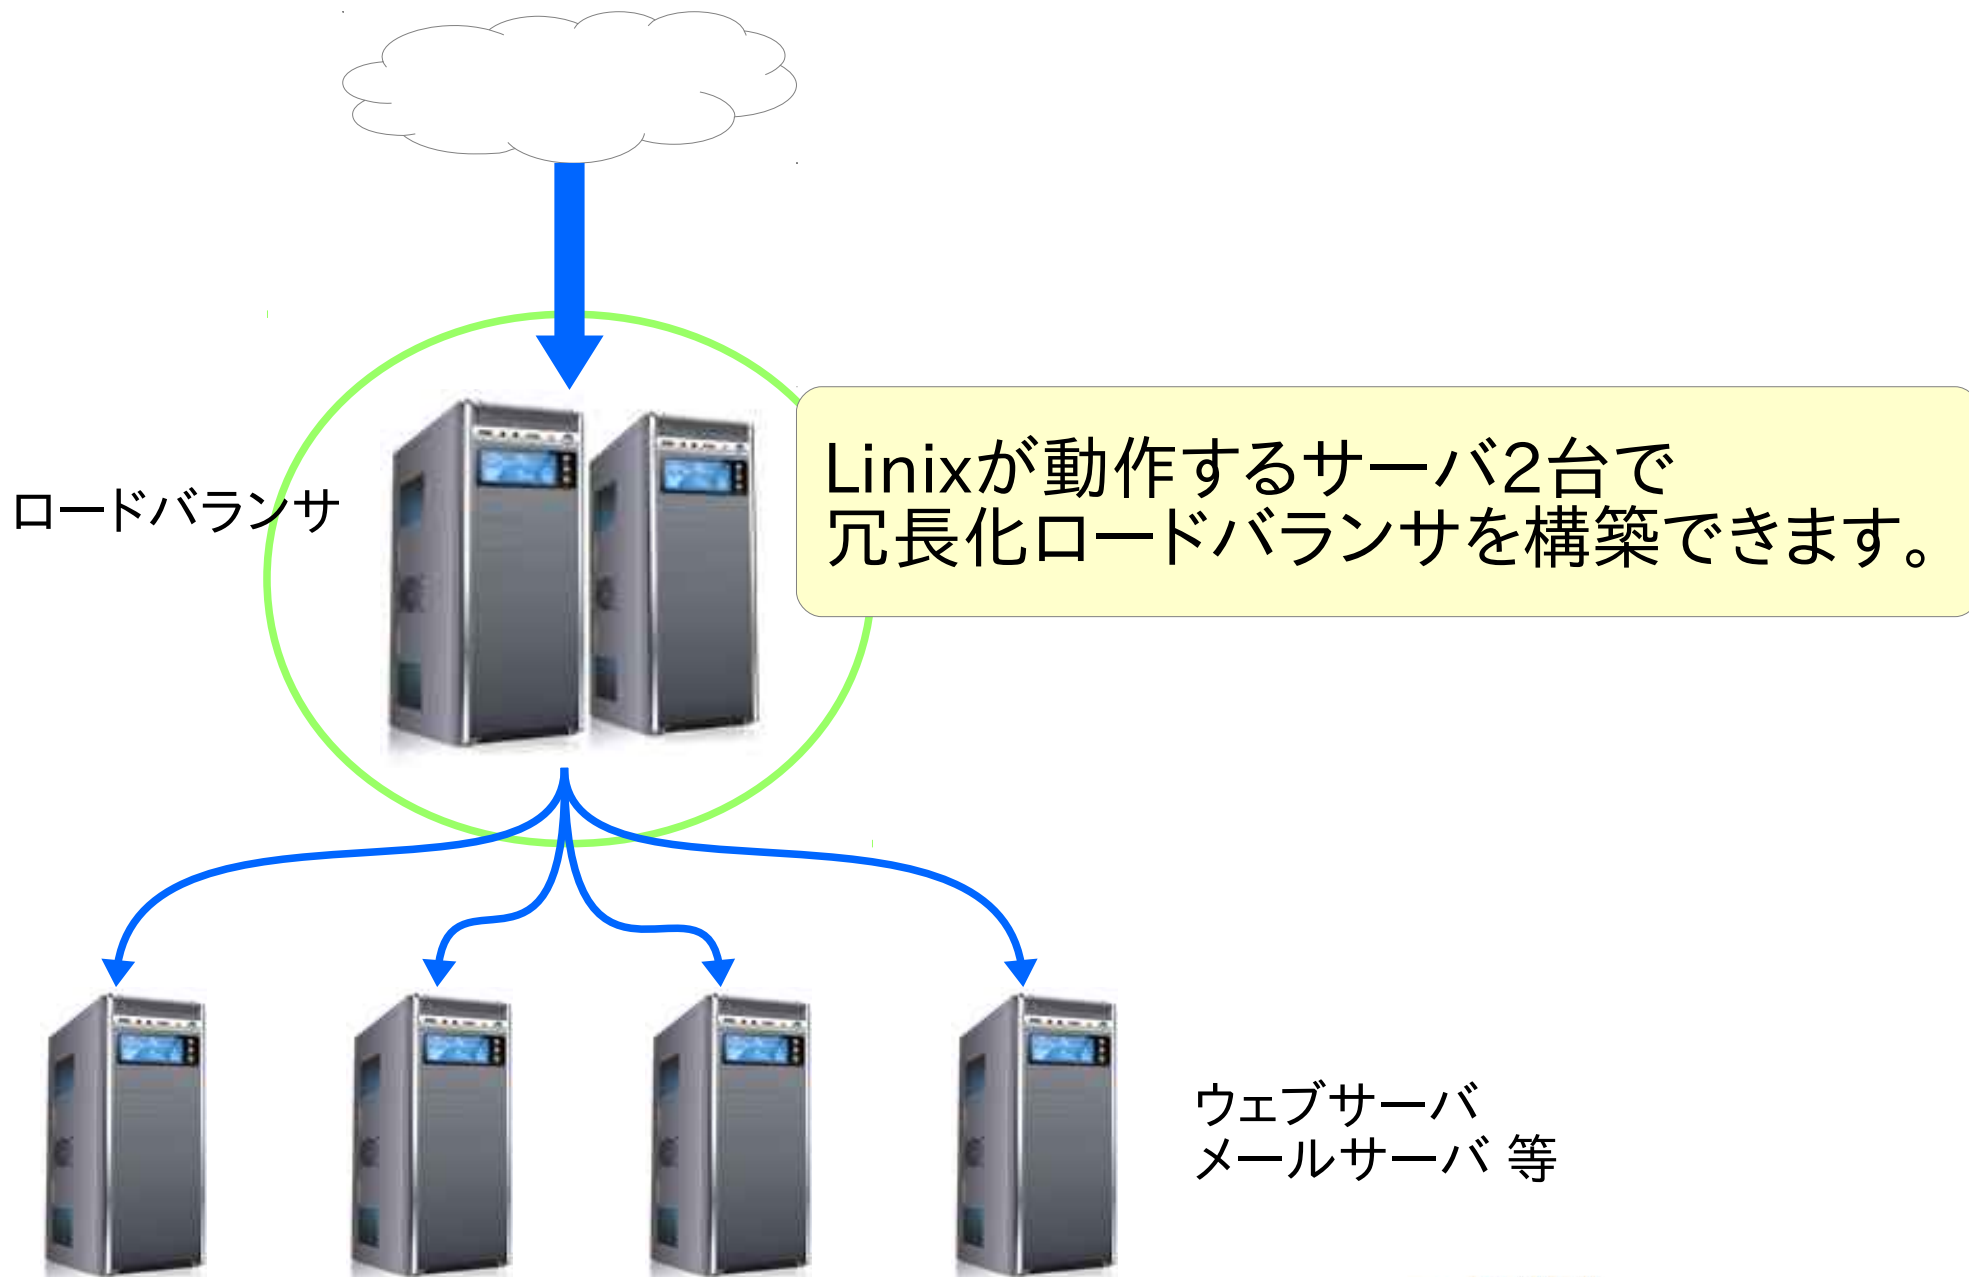 ロードバランサ
Linixが動作するサーバ2台で
冗長化ロードバランサを構築できます。
ウェブサーバ
メールサーバ 等